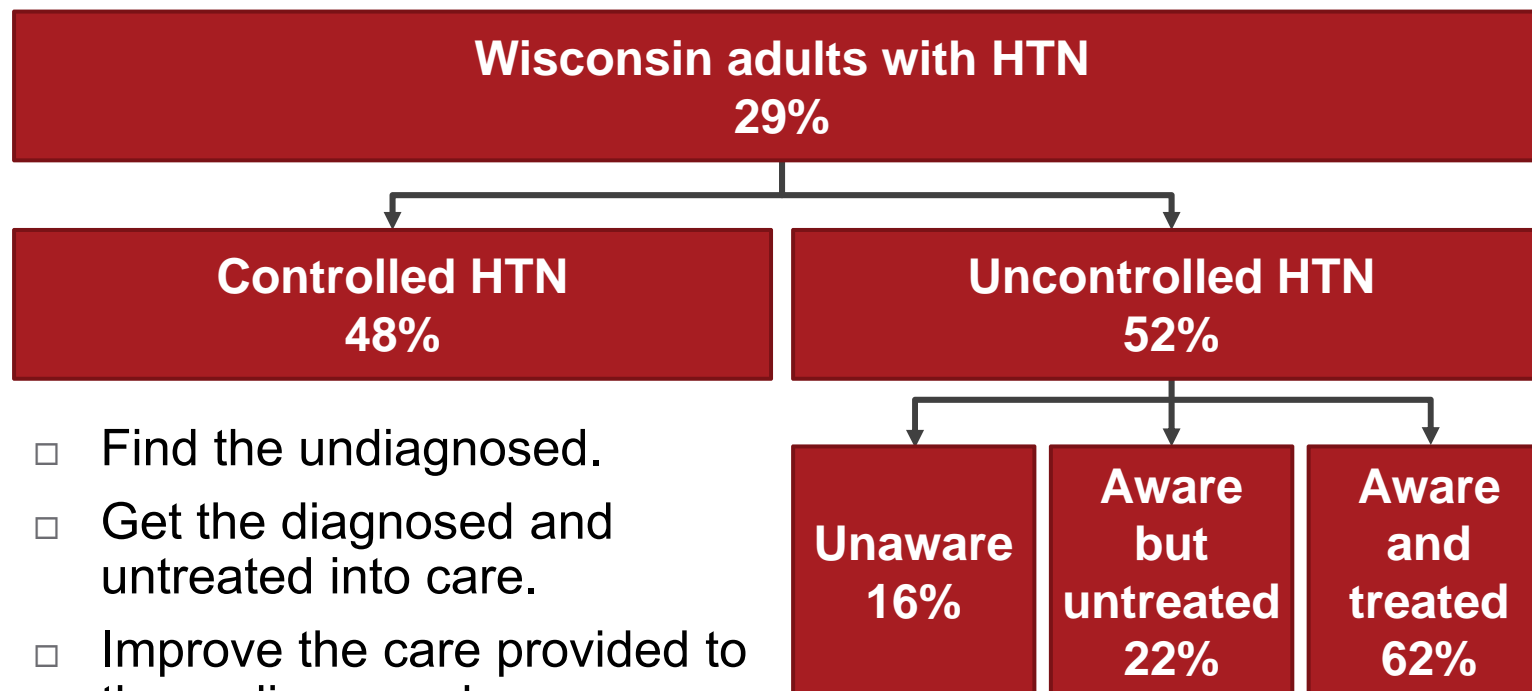 Wisconsin adults with HTN
29%
Controlled HTN
48%
Uncontrolled HTN
52%
Find the undiagnosed.
Get the diagnosed and
untreated into care.
Improve the care provided to
Unaware
16%
Aware
but
untreated
22%
Aware
and
treated
62%